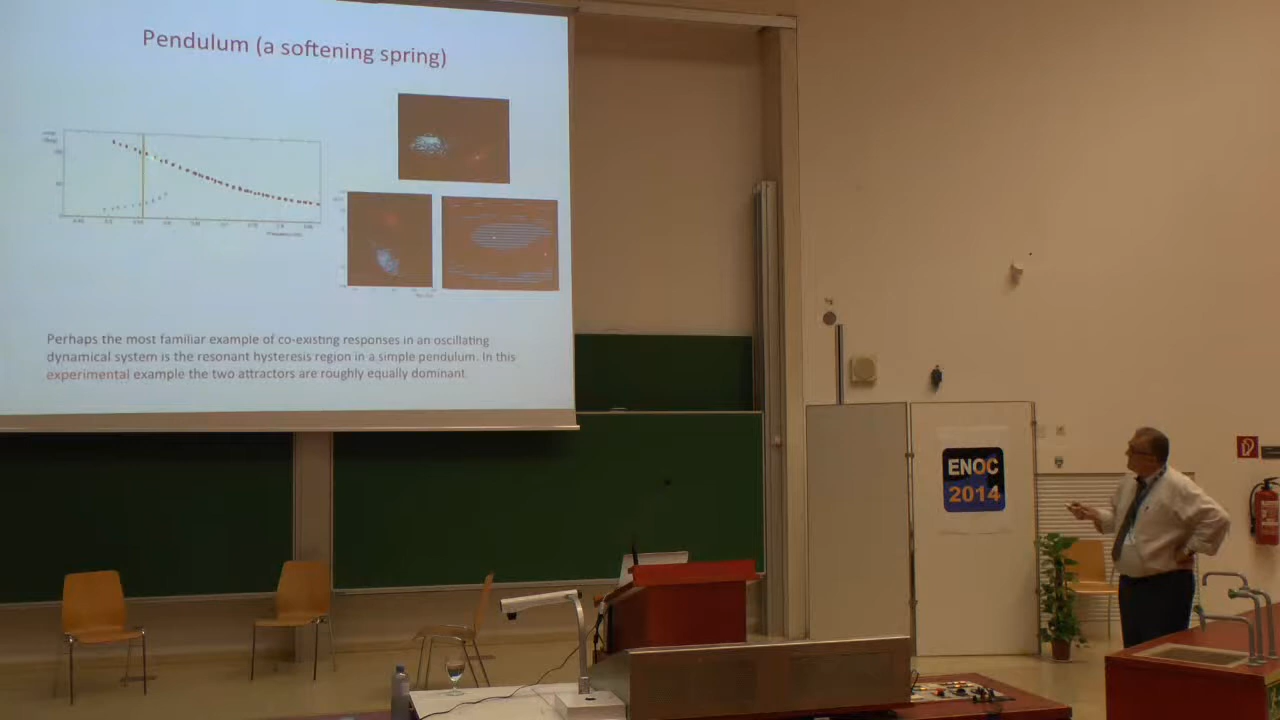 Pendulum (a softening spring)
Perhaps the most familiar example of co-existing responses in an oscillating
dynamical system is the resonant hysteresis region in a simple pendulum. In this
experimental example the two attractors are roughly equally dominant
ENOC
2014